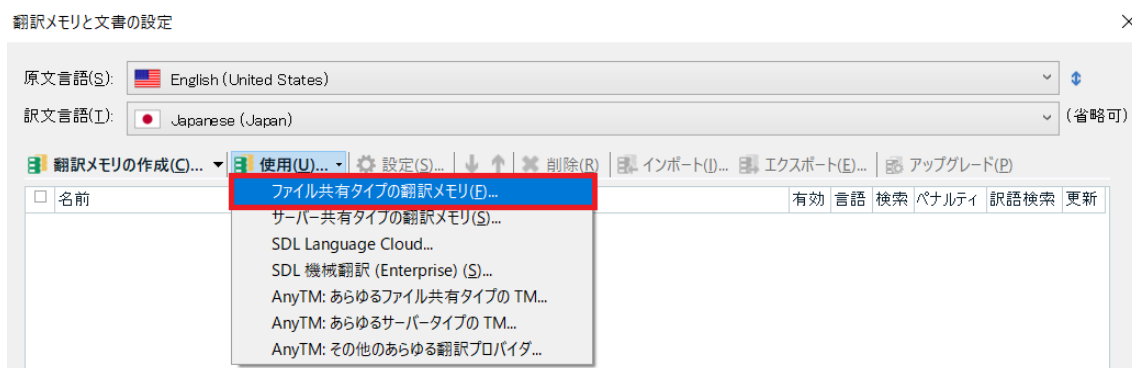 翻訳メモリと文書の設定
原文言語(S): English (United States)
訳文言語(T): Japanese (Japan) (省略可)
翻訳メモリの作成(C)... 使用(U)... 設定(S)... 削除(R) インポート(I)... エクスポート(E)... アップグレード(P)
名前 有効 言語 検索 ペナルティ 訳語検索 更新
ファイル共有タイプの翻訳メモリ(F)...
サーバー共有タイプの翻訳メモリ(S)...
SDL Language Cloud...
SDL 機械翻訳 (Enterprise) (S)...
AnyTM: あらゆるファイル共有タイプの TM...
AnyTM: あらゆるサーバータイプの TM...
AnyTM: その他のあらゆる翻訳プロバイダ...